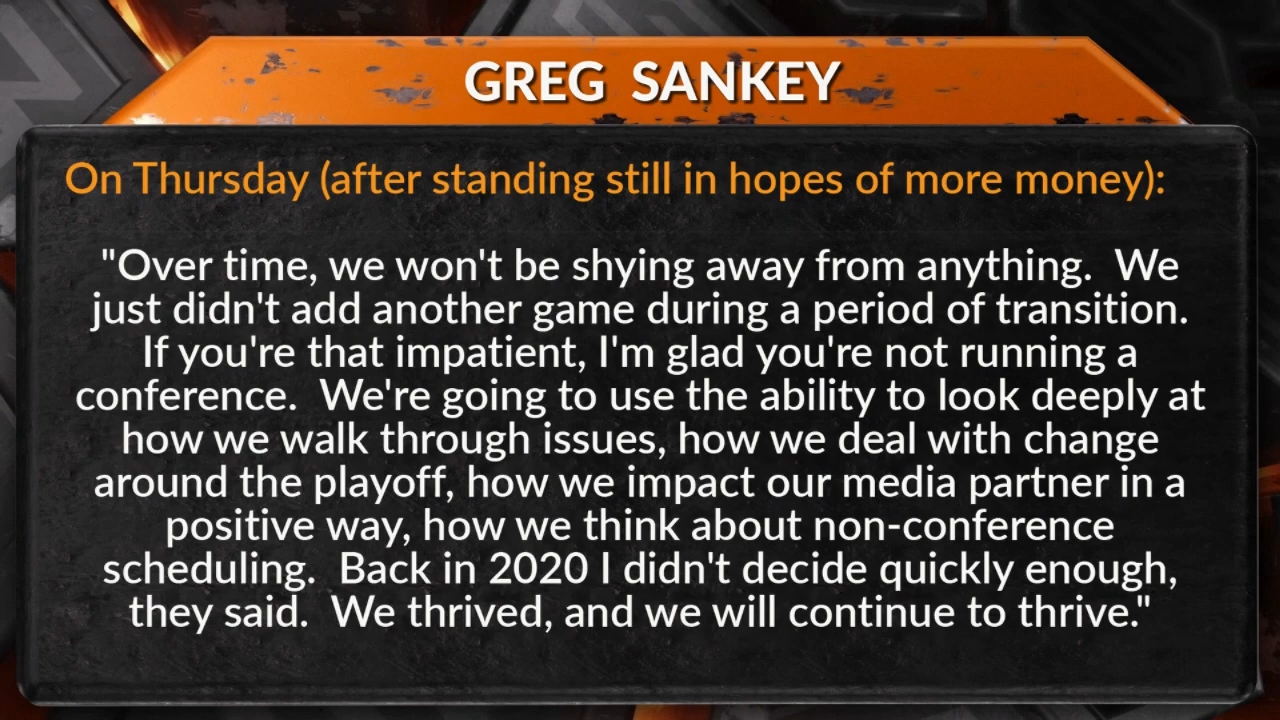 GREG SANKEY
On Thursday (after standing still in hopes of more money):
"Over time, we won't be shying away from anything. We
just didn't add another game during a period of transition.
If you're that impatient, I'm glad you're not running a
conference. We're going to use the ability to look deeply at
how we walk through issues, how we deal with change
around the playoff, how we impact our media partner in a
positive way, how we think about non-conference
scheduling. Back in 2020 I didn't decide quickly enough,
they said. We thrived, and we will continue to thrive."